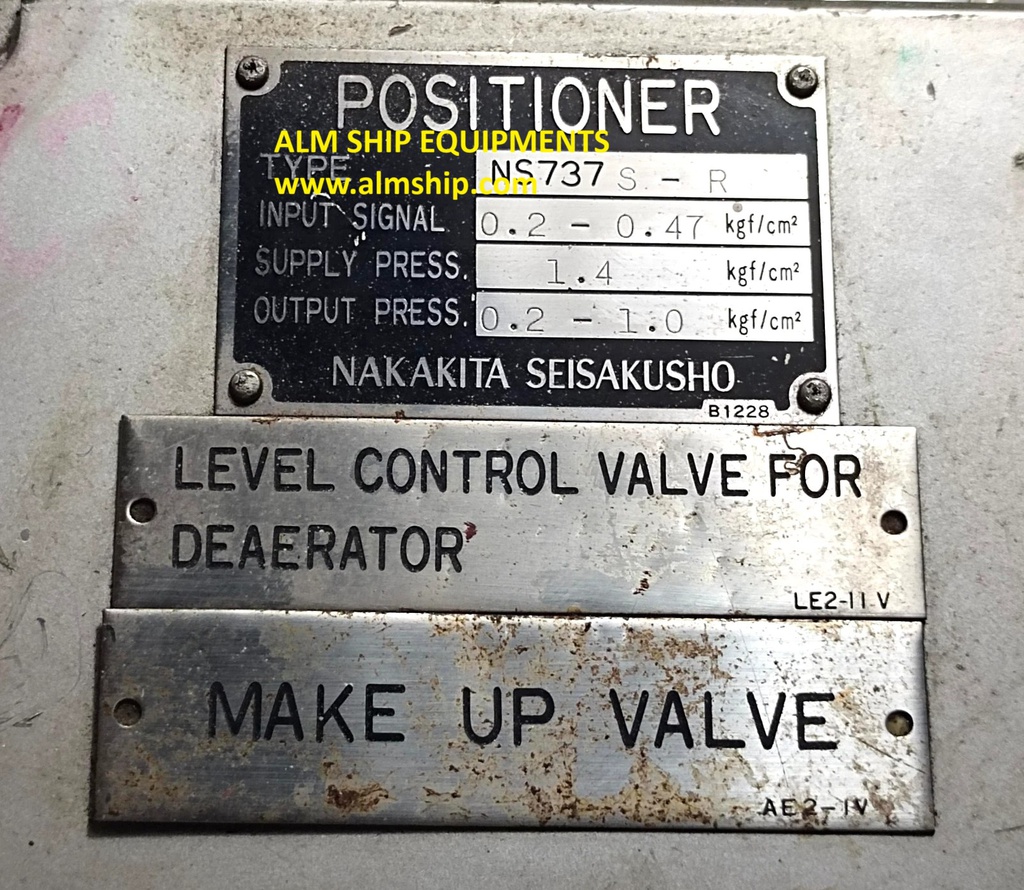 POSITIONER
ALM SHIP EQUIPMENTS
TYPE NS737 S - R
www.almship.com
INPUT SIGNAL 0.2 - 0.47 kgf/cm²
SUPPLY PRESS. 1.4 kgf/cm²
OUTPUT PRESS. 0.2 - 1.0 kgf/cm²
NAKAKITA SEISAKUSHO
B1228
LEVEL CONTROL VALVE FOR
DEAERATOR
LE2-11V
MAKE UP VALVE
AE2-1V